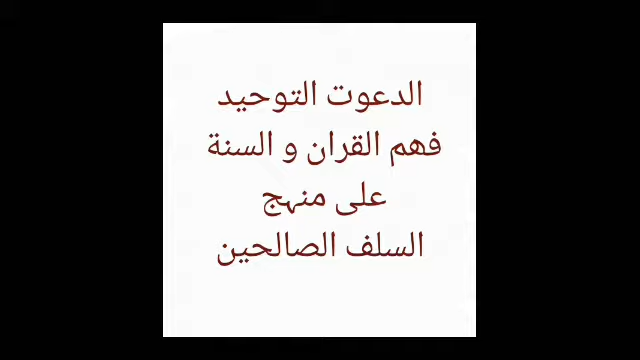 الدعوت التوحيد
فهم القران و السنة
على منهج
السلف الصالحين